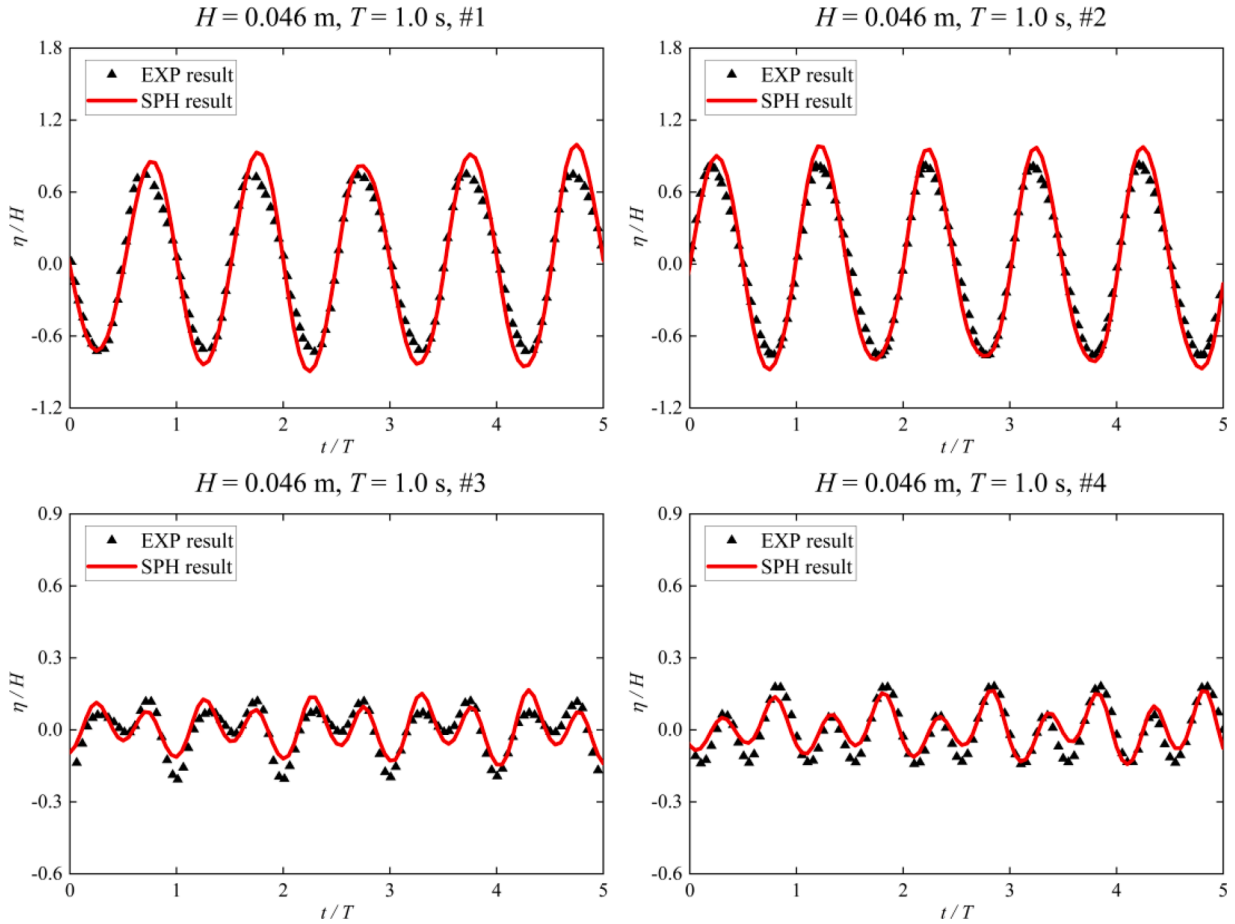 H = 0.046 m, T = 1.0 s, #1
1.8
1.2
0.6
0.0
-0.6
-1.2
η / H
EXP result
SPH result
0 1 2 3 4 5
t / T
H = 0.046 m, T = 1.0 s, #2
1.8
1.2
0.6
0.0
-0.6
-1.2
η / H
EXP result
SPH result
0 1 2 3 4 5
t / T
H = 0.046 m, T = 1.0 s, #3
0.9
0.6
0.3
0.0
-0.3
-0.6
η / H
EXP result
SPH result
0 1 2 3 4 5
t / T
H = 0.046 m, T = 1.0 s, #4
0.9
0.6
0.3
0.0
-0.3
-0.6
η / H
EXP result
SPH result
0 1 2 3 4 5
t / T